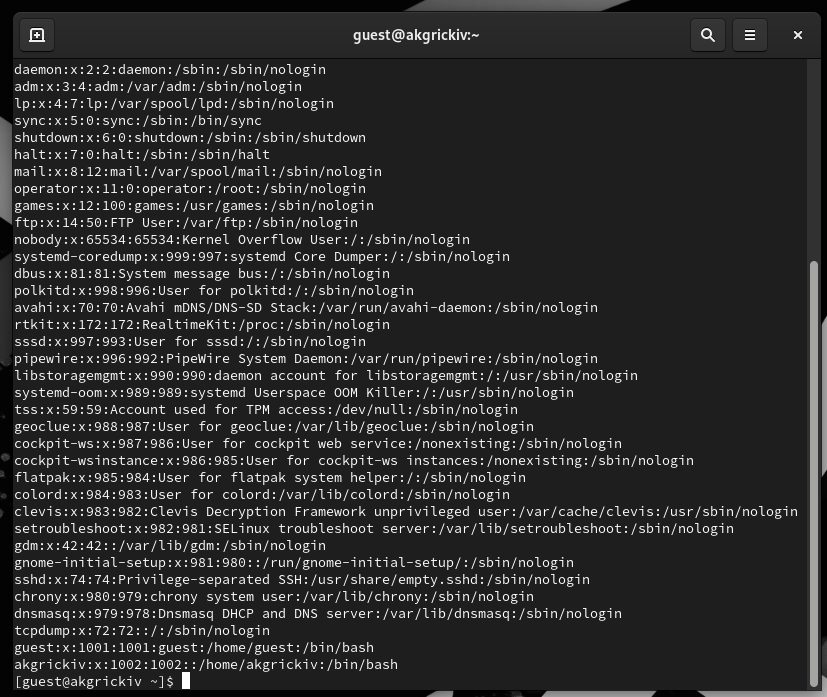 guest@akgrickiv:~
daemon:x:2:2:daemon:/sbin:/sbin/nologin
adm:x:3:4:adm:/var/adm:/sbin/nologin
lp:x:4:7:lp:/var/spool/lpd:/sbin/nologin
sync:x:5:0:sync:/sbin:/bin/sync
shutdown:x:6:0:shutdown:/sbin:/sbin/shutdown
halt:x:7:0:halt:/sbin:/sbin/halt
mail:x:8:12:mail:/var/spool/mail:/sbin/nologin
operator:x:11:0:operator:/root:/sbin/nologin
games:x:12:100:games:/usr/games:/sbin/nologin
ftp:x:14:50:FTP User:/var/ftp:/sbin/nologin
nobody:x:65534:65534:Kernel Overflow User:/:/sbin/nologin
systemd-coredump:x:999:997:systemd Core Dumper:/:/sbin/nologin
dbus:x:81:81:System message bus:/:/sbin/nologin
polkitd:x:998:996:User for polkitd:/:/sbin/nologin
avahi:x:70:70:Avahi mDNS/DNS-SD Stack:/var/run/avahi-daemon:/sbin/nologin
rtkit:x:172:172:RealtimeKit:/proc:/sbin/nologin
sssd:x:997:993:User for sssd:/:/sbin/nologin
pipewire:x:996:992:PipeWire System Daemon:/var/run/pipewire:/sbin/nologin
libstoragemgmt:x:990:990:daemon account for libstoragemgmt:/:/usr/sbin/nologin
systemd-oom:x:989:989:systemd Userspace OOM Killer:/:/usr/sbin/nologin
tss:x:59:59:Account used for TPM access:/dev/null:/sbin/nologin
geoclue:x:988:987:User for geoclue:/var/lib/geoclue:/sbin/nologin
cockpit-ws:x:987:986:User for cockpit web service:/nonexisting:/sbin/nologin
cockpit-wsinstance:x:986:985:User for cockpit-ws instances:/nonexisting:/sbin/nologin
flatpak:x:985:984:User for flatpak system helper:/:/sbin/nologin
colord:x:984:983:User for colord:/var/lib/colord:/sbin/nologin
clevis:x:983:982:Clevis Decryption Framework unprivileged user:/var/cache/clevis:/usr/sbin/nologin
setroubleshoot:x:982:981:SELinux troubleshoot server:/var/lib/setroubleshoot:/sbin/nologin
gdm:x:42:42::/var/lib/gdm:/sbin/nologin
gnome-initial-setup:x:981:980::/run/gnome-initial-setup/:/sbin/nologin
sshd:x:74:74:Privilege-separated SSH:/usr/share/empty.sshd:/sbin/nologin
chrony:x:980:979:chrony system user:/var/lib/chrony:/sbin/nologin
dnsmasq:x:979:978:Dnsmasq DHCP and DNS server:/var/lib/dnsmasq:/sbin/nologin
tcpdump:x:72:72::/:/sbin/nologin
guest:x:1001:1001:guest:/home/guest:/bin/bash
akgrickiv:x:1002:1002::/home/akgrickiv:/bin/bash
[guest@akgrickiv ~]$